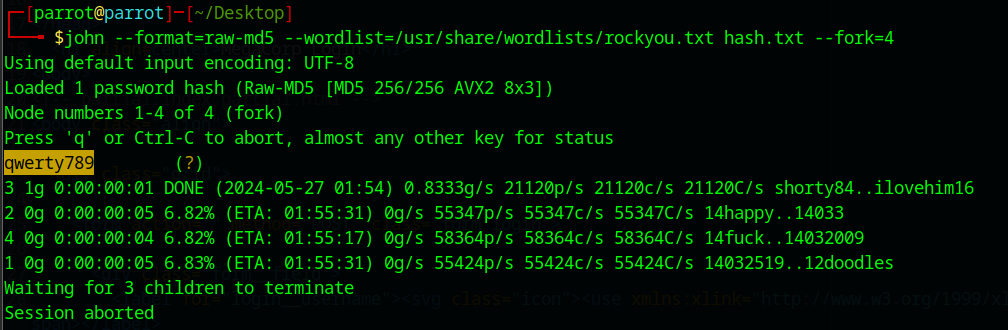 [parrot@parrot]-[~/Desktop]
$john --format=raw-md5 --wordlist=/usr/share/wordlists/rockyou.txt hash.txt --fork=4
Using default input encoding: UTF-8
Loaded 1 password hash (Raw-MD5 [MD5 256/256 AVX2 8x3])
Node numbers 1-4 of 4 (fork)
Press 'q' or Ctrl-C to abort, almost any other key for status
qwerty789        (?)
3 1g 0:00:00:01 DONE (2024-05-27 01:54) 0.8333g/s 21120p/s 21120c/s 21120C/s shorty84..ilovehim16
2 0g 0:00:00:05 6.82% (ETA: 01:55:31) 0g/s 55347p/s 55347c/s 55347C/s 14happy..14033
4 0g 0:00:00:04 6.82% (ETA: 01:55:17) 0g/s 58364p/s 58364c/s 58364C/s 14fuck..14032009
1 0g 0:00:00:05 6.83% (ETA: 01:55:31) 0g/s 55424p/s 55424c/s 55424C/s 14032519..12doodles
Waiting for 3 children to terminate
Session aborted